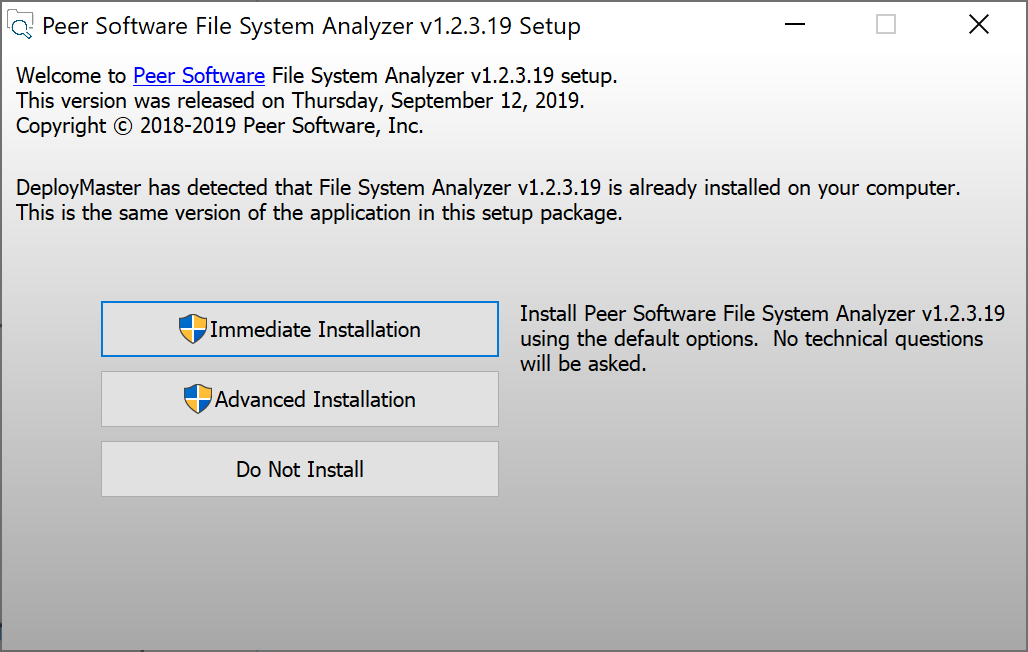 Peer Software File System Analyzer v1.2.3.19 Setup
Welcome to Peer Software File System Analyzer v1.2.3.19 setup.
This version was released on Thursday, September 12, 2019.
Copyright © 2018-2019 Peer Software, Inc.
DeployMaster has detected that File System Analyzer v1.2.3.19 is already installed on your computer.
This is the same version of the application in this setup package.
Immediate Installation
Install Peer Software File System Analyzer v1.2.3.19
using the default options.  No technical questions
will be asked.
Advanced Installation
Do Not Install